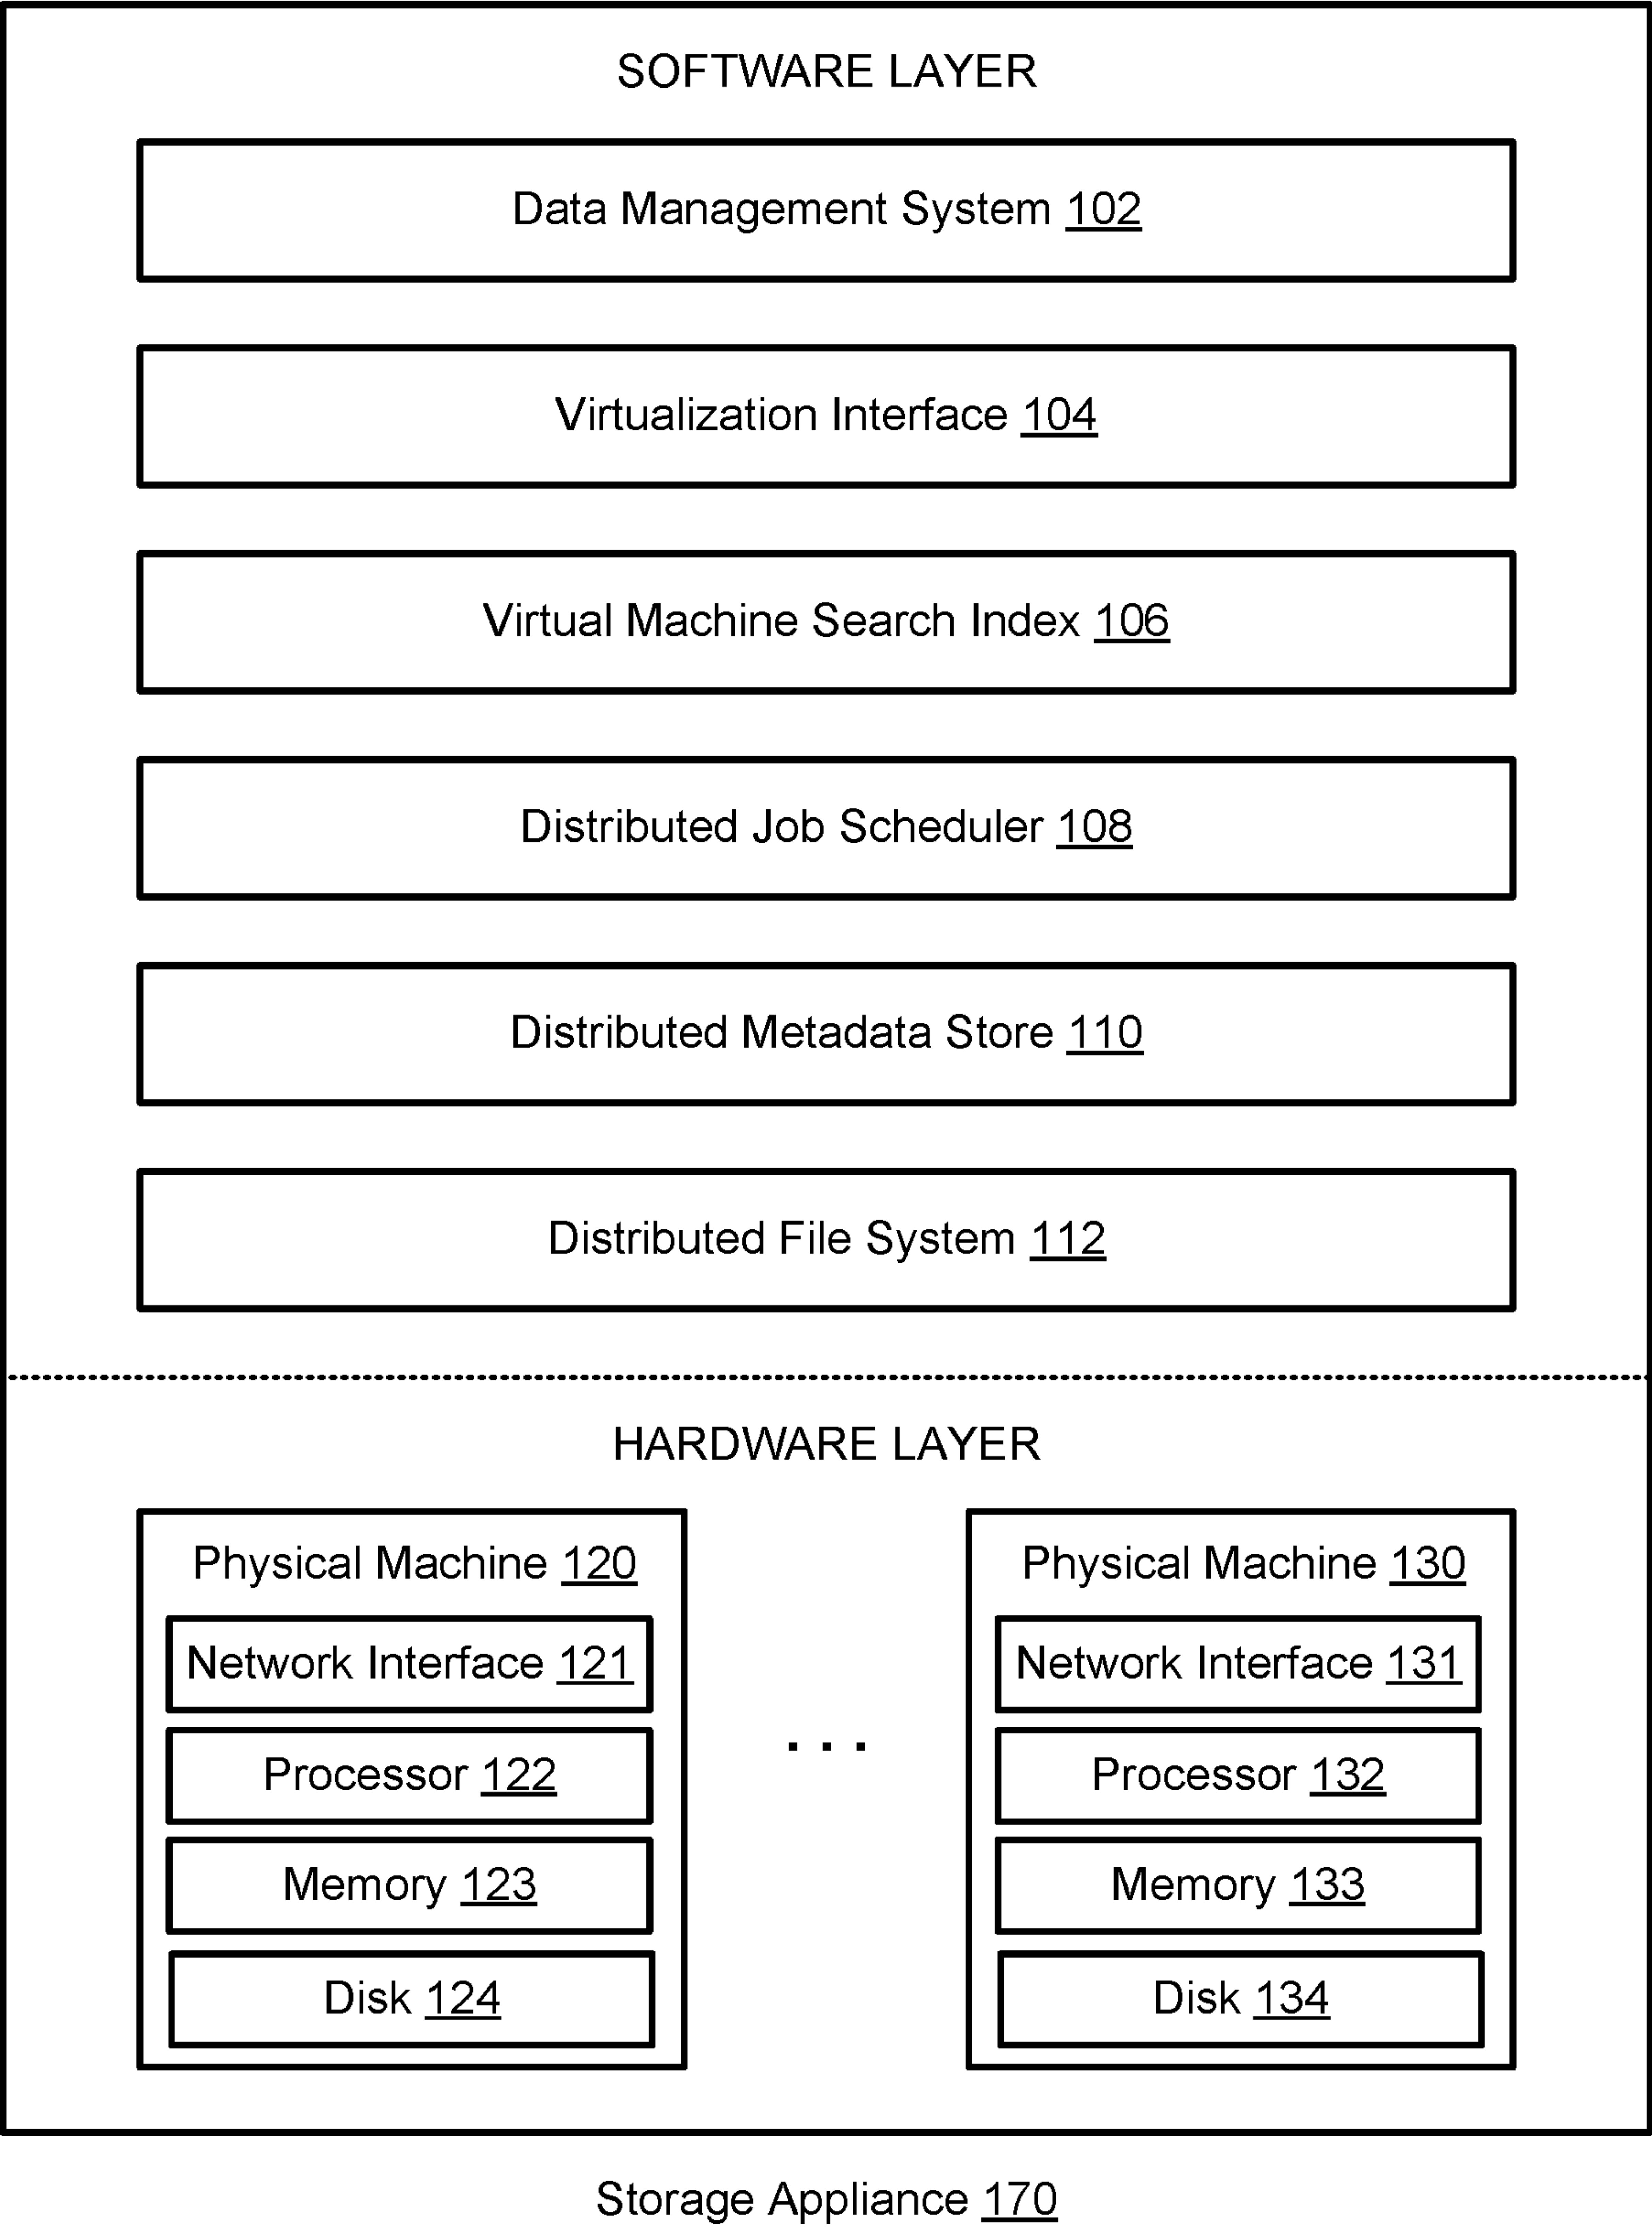 SOFTWARE LAYER
Data Management System 102
Virtualization Interface 104
Virtual Machine Search Index 106
Distributed Job Scheduler 108
Distributed Metadata Store 110
Distributed File System 112
HARDWARE LAYER
Physical Machine 120
Network Interface 121
Processor 122
Memory 123
Disk 124
. . .
Physical Machine 130
Network Interface 131
Processor 132
Memory 133
Disk 134
Storage Appliance 170